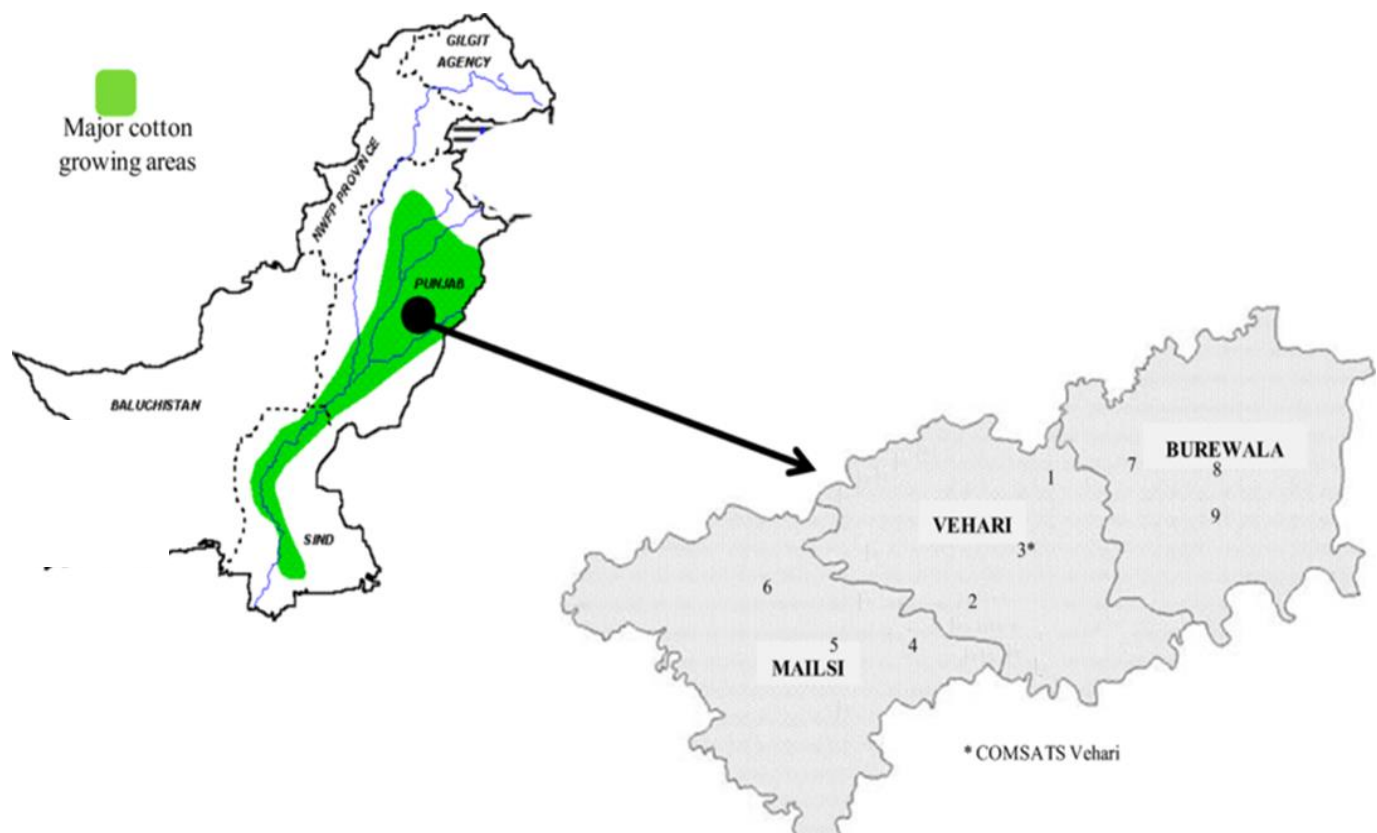 GILGIT
AGENCY
Major cotton
growing areas
NWFP PROVINCE
PUNJAB
BALUCHISTAN
SIND
BUREWALA
7
8
1
9
VEHARI
3*
6
2
5
4
MAILSI
* COMSATS Vehari